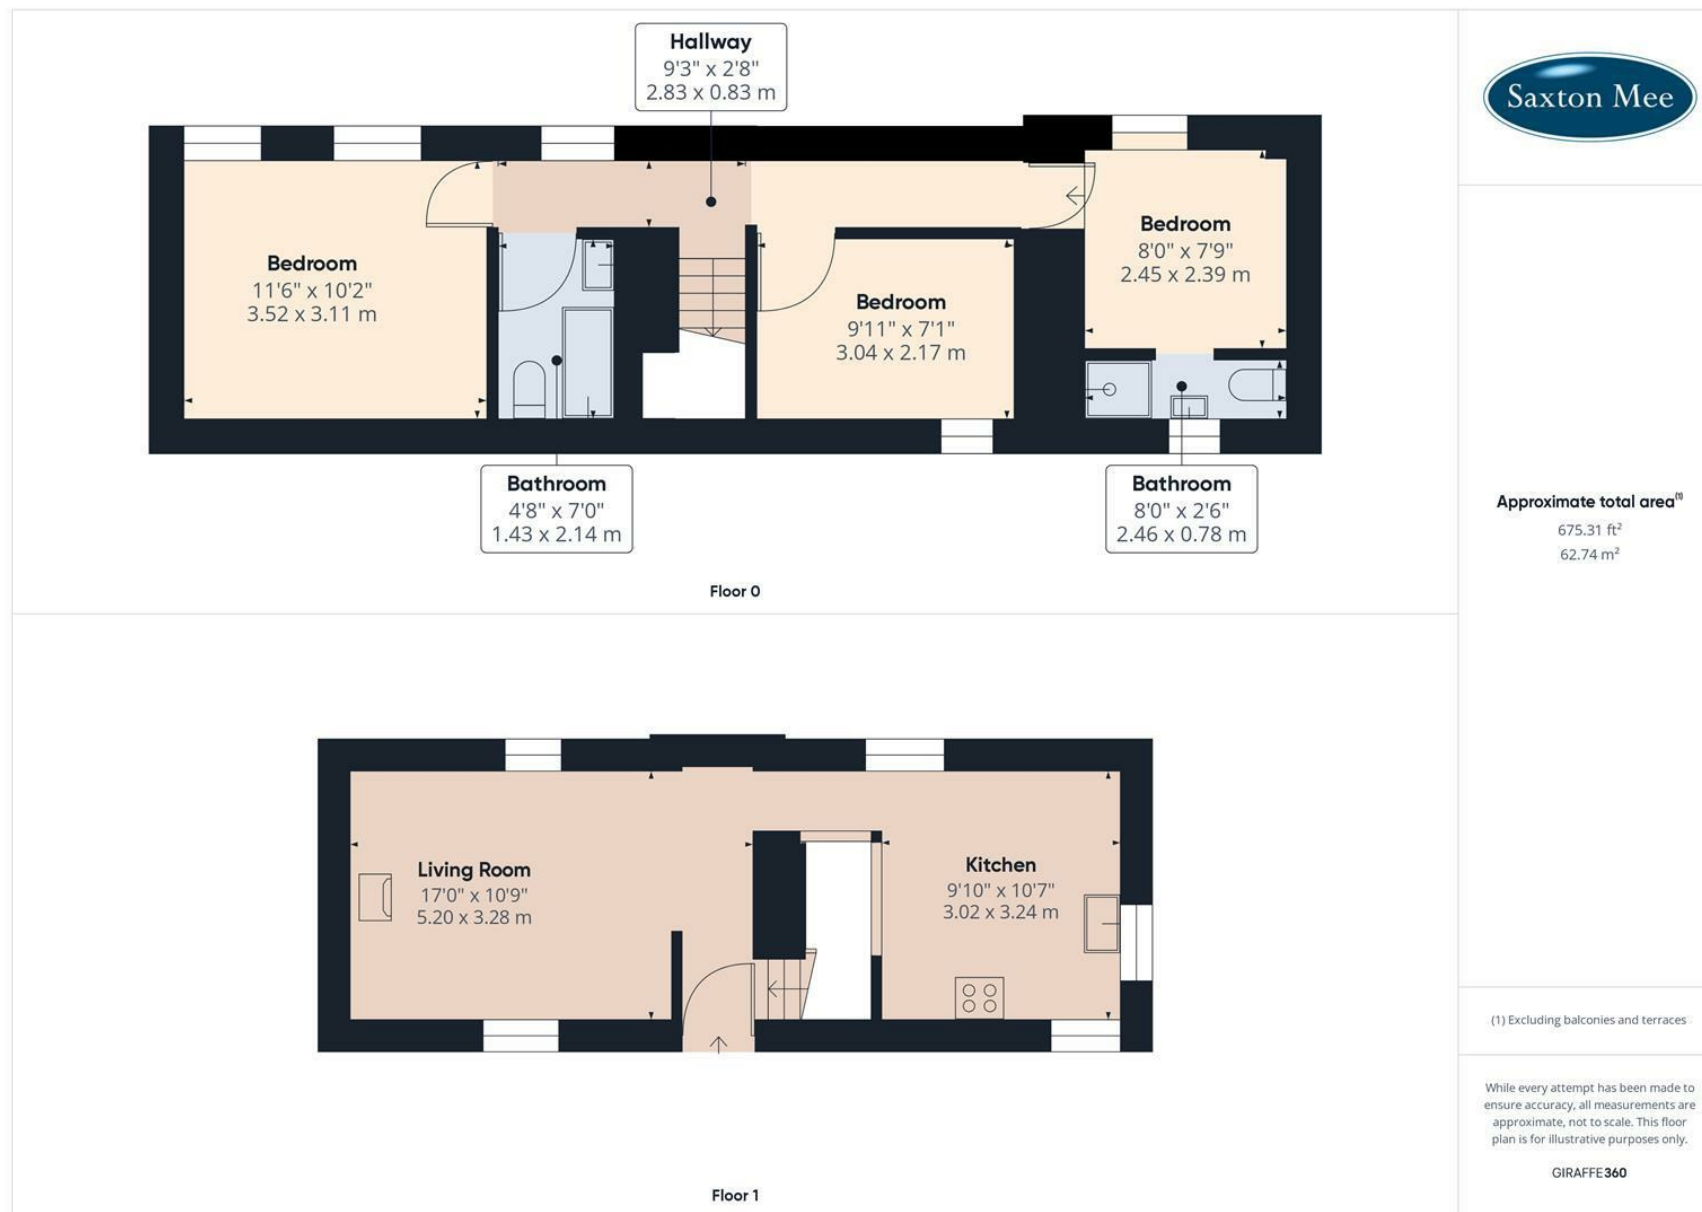 Hallway
9'3" x 2'8"
2.83 x 0.83 m
Bedroom
11'6" x 10'2"
3.52 x 3.11 m
Bedroom
9'11" x 7'1"
3.04 x 2.17 m
Bedroom
8'0" x 7'9"
2.45 x 2.39 m
Bathroom
4'8" x 7'0"
1.43 x 2.14 m
Bathroom
8'0" x 2'6"
2.46 x 0.78 m
Floor 0
Living Room
17'0" x 10'9"
5.20 x 3.28 m
Kitchen
9'10" x 10'7"
3.02 x 3.24 m
Floor 1
Saxton Mee
Approximate total area(1)
675.31 ft²
62.74 m²
(1) Excluding balconies and terraces
While every attempt has been made to
ensure accuracy, all measurements are
approximate, not to scale. This floor
plan is for illustrative purposes only.
GIRAFFE360